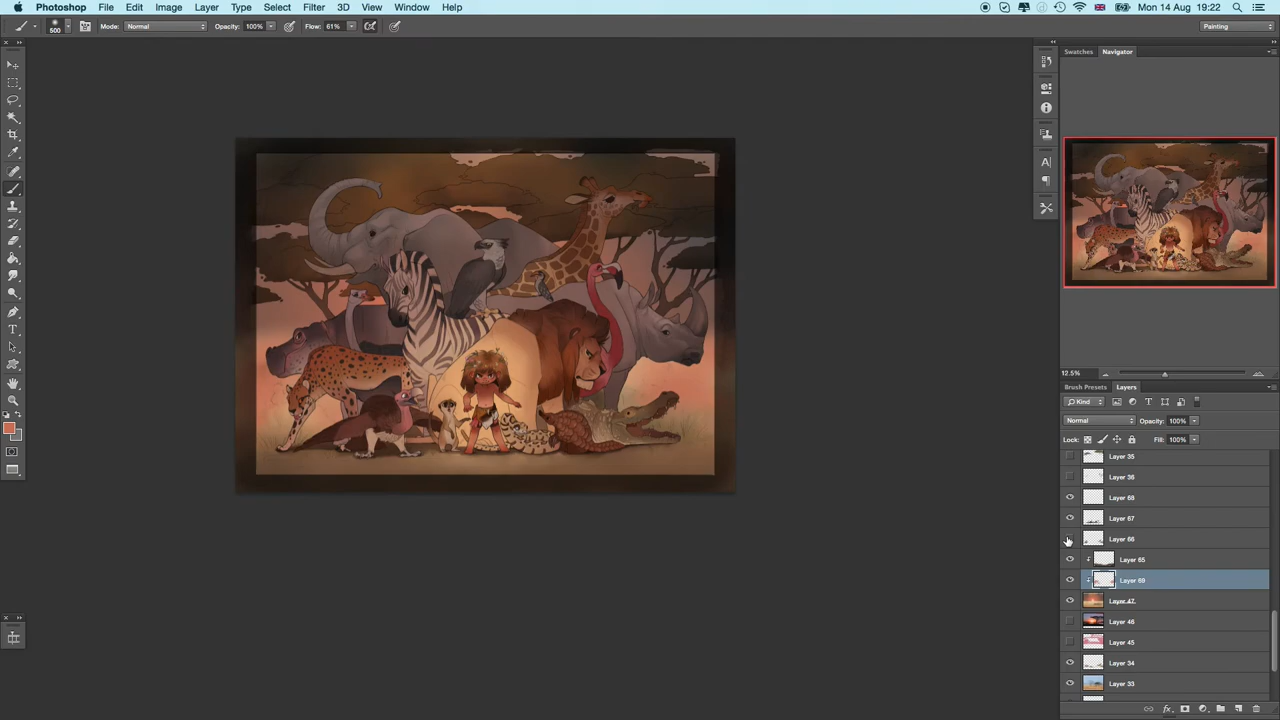 Photoshop File Edit Image Layer Type Select Filter 3D View Window Help Mon 14 Aug 19:22
500 Mode: Normal Opacity: 100% Flow: 61% Painting
Swatches Navigator
12.5%
Brush Presets Layers
Kind
Normal Opacity: 100%
Lock: Fill: 100%
Layer 35
Layer 36
Layer 68
Layer 67
Layer 66
Layer 65
Layer 69
Layer 47
Layer 46
Layer 45
Layer 34
Layer 33